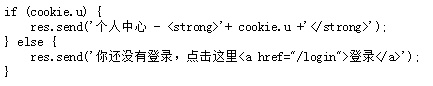 if (cookie.u) {
    res.send('个人中心 - <strong>'+ cookie.u +'</strong>');
} else {
    res.send('你还没有登录，点击这里<a href="/login">登录</a>');
}